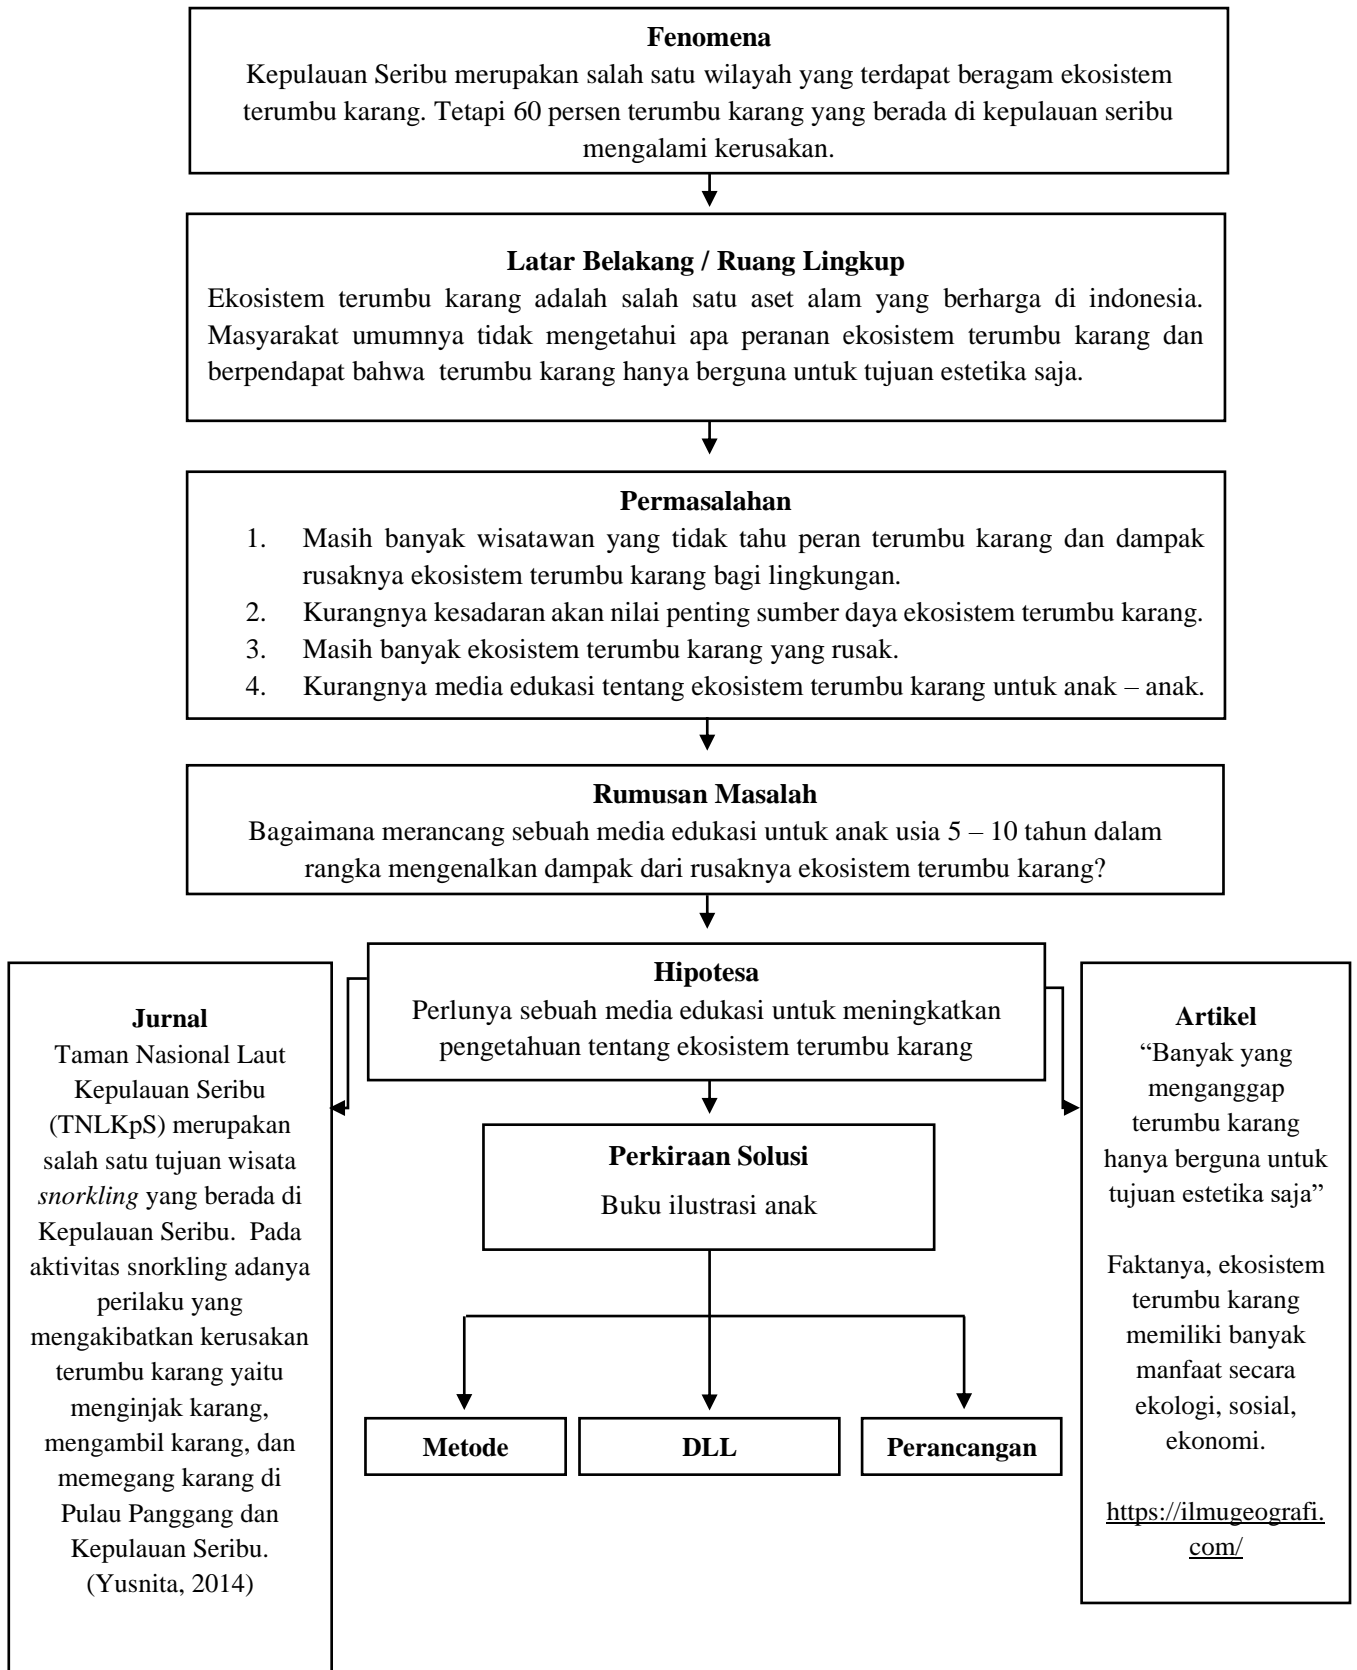 Fenomena
Kepulauan Seribu merupakan salah satu wilayah yang terdapat beragam ekosistem
terumbu karang. Tetapi 60 persen terumbu karang yang berada di kepulauan seribu
mengalami kerusakan.
Latar Belakang / Ruang Lingkup
Ekosistem terumbu karang adalah salah satu aset alam yang berharga di indonesia.
Masyarakat umumnya tidak mengetahui apa peranan ekosistem terumbu karang dan
berpendapat bahwa terumbu karang hanya berguna untuk tujuan estetika saja.
Permasalahan
1. Masih banyak wisatawan yang tidak tahu peran terumbu karang dan dampak
rusaknya ekosistem terumbu karang bagi lingkungan.
2. Kurangnya kesadaran akan nilai penting sumber daya ekosistem terumbu karang.
3. Masih banyak ekosistem terumbu karang yang rusak.
4. Kurangnya media edukasi tentang ekosistem terumbu karang untuk anak – anak.
Rumusan Masalah
Bagaimana merancang sebuah media edukasi untuk anak usia 5 – 10 tahun dalam
rangka mengenalkan dampak dari rusaknya ekosistem terumbu karang?
Hipotesa
Perlunya sebuah media edukasi untuk meningkatkan
pengetahuan tentang ekosistem terumbu karang
Jurnal
Taman Nasional Laut
Kepulauan Seribu
(TNLKpS) merupakan
salah satu tujuan wisata
snorkling yang berada di
Kepulauan Seribu. Pada
aktivitas snorkling adanya
perilaku yang
mengakibatkan kerusakan
terumbu karang yaitu
menginjak karang,
mengambil karang, dan
memegang karang di
Pulau Panggang dan
Kepulauan Seribu.
(Yusnita, 2014)
Perkiraan Solusi
Buku ilustrasi anak
Metode
DLL
Perancangan
Artikel
“Banyak yang
menganggap
terumbu karang
hanya berguna untuk
tujuan estetika saja”
Faktanya, ekosistem
terumbu karang
memiliki banyak
manfaat secara
ekologi, sosial,
ekonomi.
https://ilmugeografi.
com/